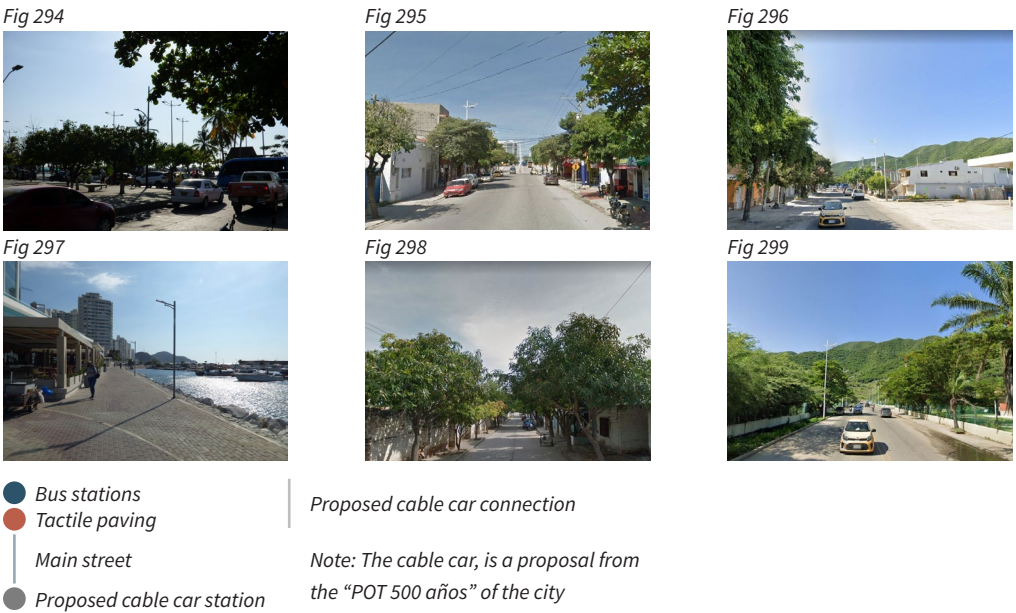 Fig 294
Fig 295
Fig 296
Fig 297
Fig 298
Fig 299
Bus stations
Tactile paving
Main street
Proposed cable car station
Proposed cable car connection
Note: The cable car, is a proposal from
the “POT 500 años” of the city